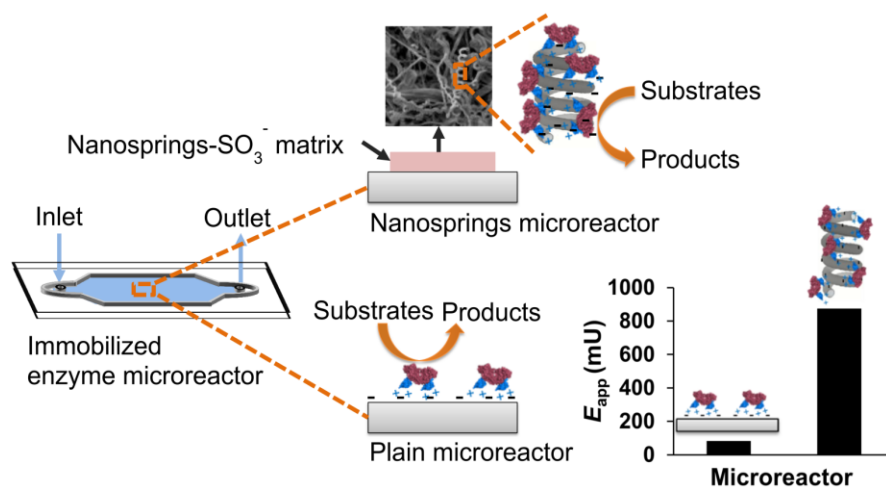 Substrates
Nanosprings-SO₃⁻ matrix
Products
Nanosprings microreactor
Inlet
Outlet
Immobilized
enzyme microreactor
Substrates Products
Plain microreactor
1000
800
600
400
200
0
E_app (mU)
Microreactor